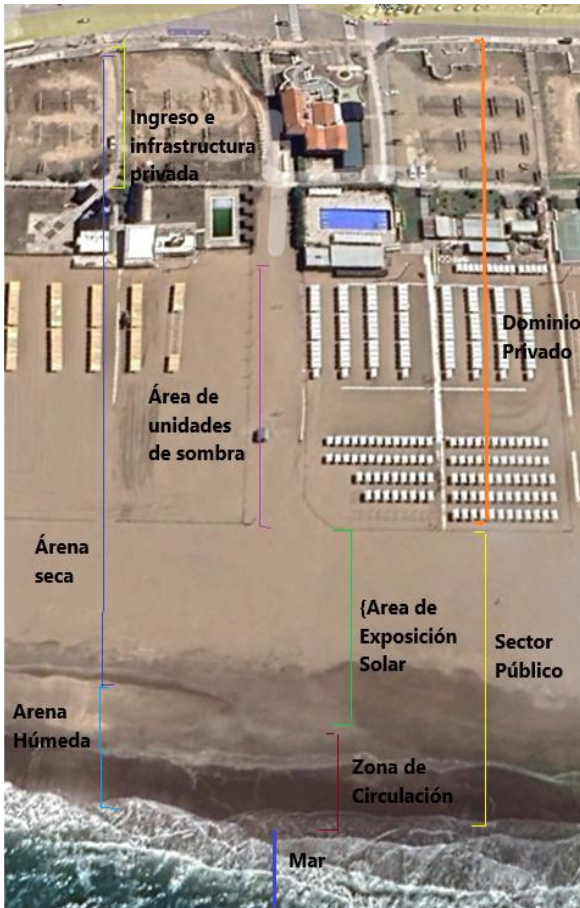 Ingreso e
infrastructura
privada
Dominio
Privado
Área de
unidades
de sombra
Árena
seca
{Area de
Exposición
Solar
Sector
Público
Arena
Húmeda
Zona de
Circulación
Mar